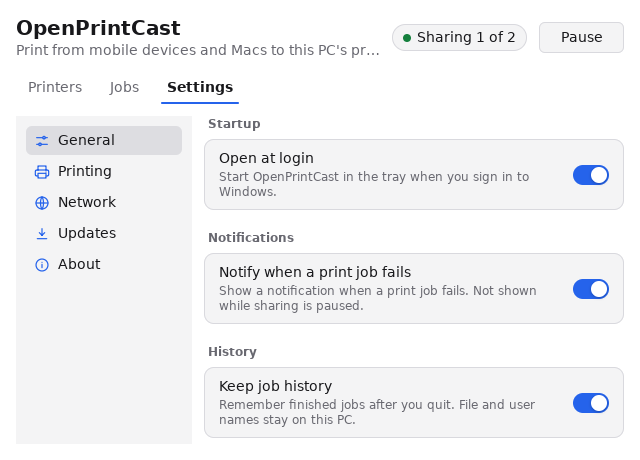 OpenPrintCast
Print from mobile devices and Macs to this PC's pr...
Sharing 1 of 2
Pause
Printers
Jobs
Settings
General
Printing
Network
Updates
About
Startup
Open at login
Start OpenPrintCast in the tray when you sign in to
Windows.
Notifications
Notify when a print job fails
Show a notification when a print job fails. Not shown
while sharing is paused.
History
Keep job history
Remember finished jobs after you quit. File and user
names stay on this PC.